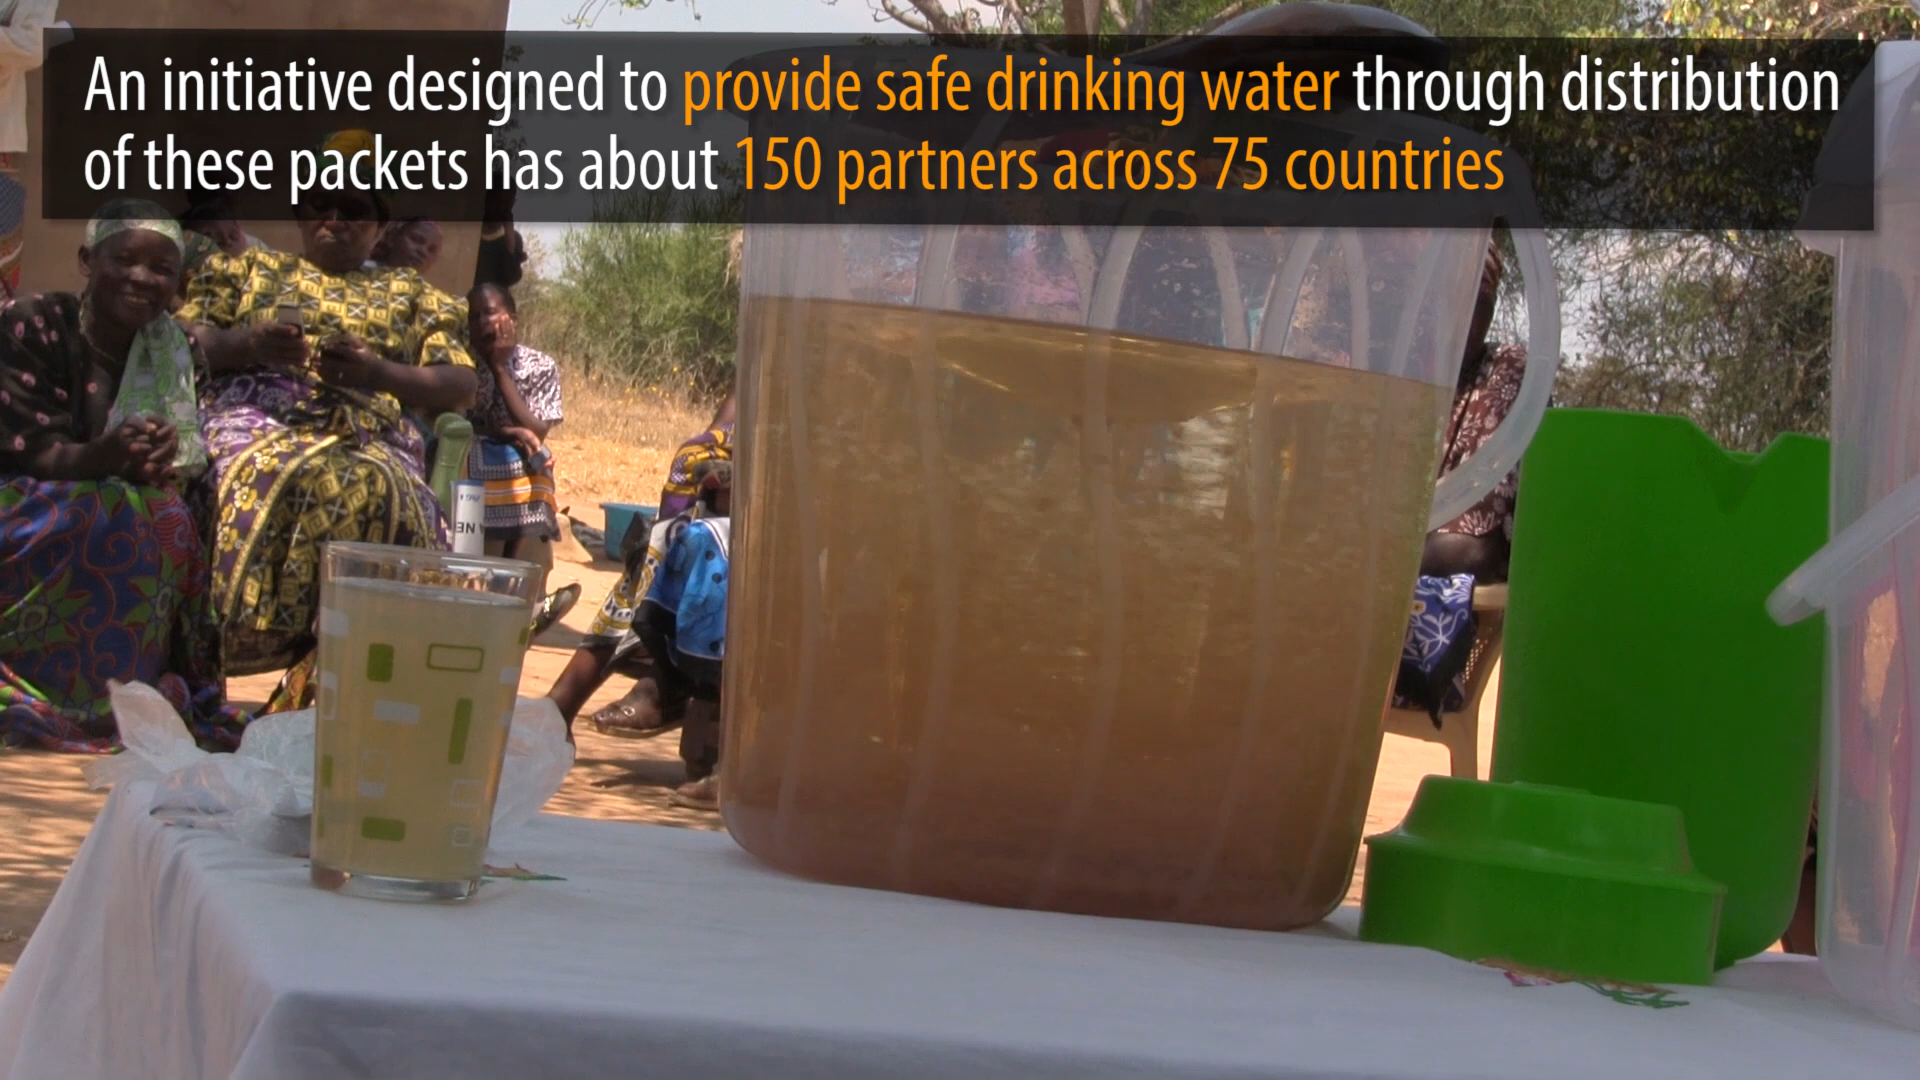 An initiative designed to provide safe drinking water through distribution
of these packets has about 150 partners across 75 countries